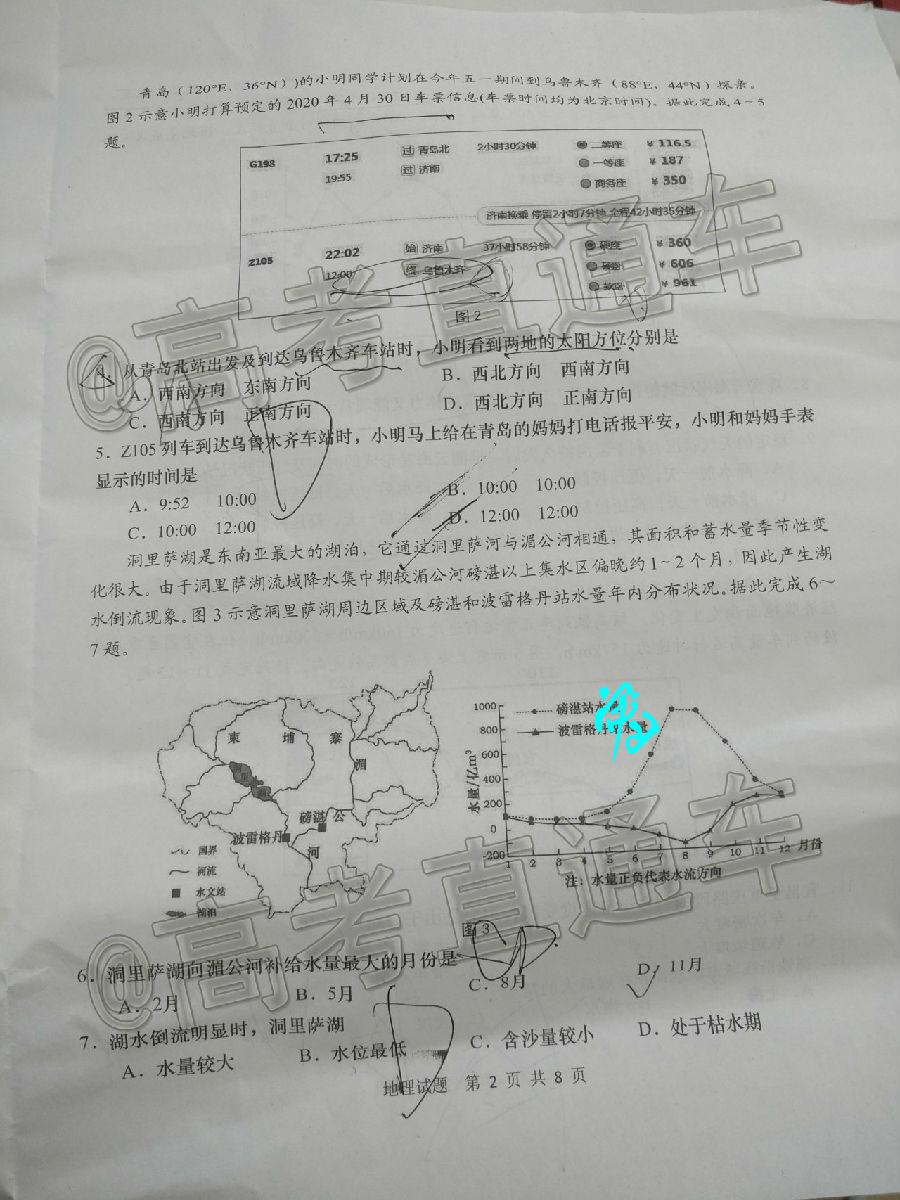 青岛（120°E，36°N））的小明同学计划在今年五一期间到乌鲁木齐（88°E，44°N）探亲。
图2示意小明打算预定的2020年4月30日车票信息(车票时间均为北京时间)。据此完成4～5
题。
G198 17:25 过 青岛北 2小时30分钟 二等座 ￥116.5
19:55 过 济南 一等座 ￥187
商务座 ￥350
济南换乘 停留2小时7分钟 全程42小时35分钟
Z105 22:02 始 济南 37小时58分钟 硬座 ￥360
12:00 终 乌鲁木齐 硬卧 ￥606
软卧 ￥961
图2
4．从青岛北站出发及到达乌鲁木齐车站时，小明看到两地的太阳方位分别是
A．西南方向 东南方向 B．西北方向 西南方向
C．西南方向 正南方向 D．西北方向 正南方向
5．Z105列车到达乌鲁木齐车站时，小明马上给在青岛的妈妈打电话报平安，小明和妈妈手表
显示的时间是
A．9:52 10:00 B．10:00 10:00
C．10:00 12:00 D．12:00 12:00
洞里萨湖是东南亚最大的湖泊，它通过洞里萨河与湄公河相通，其面积和蓄水量季节性变
化很大。由于洞里萨湖流域降水集中期较湄公河磅湛以上集水区偏晚约1～2个月，因此产生湖
水倒流现象。图3示意洞里萨湖周边区域及磅湛和波雷格丹站水量年内分布状况。据此完成6～
7题。
柬埔寨
湄公河
磅湛
波雷格丹
国界
河流
水文站
湖泊
水量/亿m³
1000
800
600
400
200
0
-200
磅湛站水量
波雷格丹站水量
1 2 3 4 5 6 7 8 9 10 11 12 月份
注：水量正负代表水流方向
图3
6．洞里萨湖向湄公河补给水量最大的月份是
A．2月 B．5月 C．8月 D．11月
7．湖水倒流明显时，洞里萨湖
A．水量较大 B．水位最低 C．含沙量较小 D．处于枯水期
地理试题 第2页共8页
@高考直通车
@高考直通车